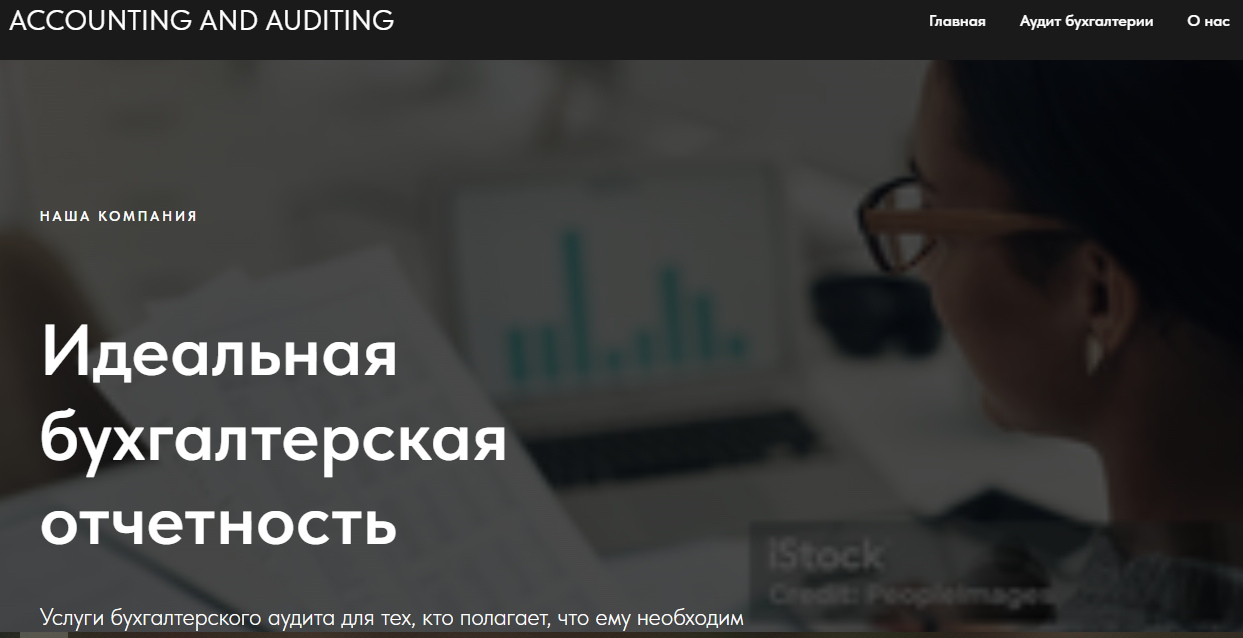 ACCOUNTING AND AUDITING
Главная Аудит бухгалтерии О нас
НАША КОМПАНИЯ
Идеальная
бухгалтерская
отчетность
iStock
Credit: PeopleImages
Услуги бухгалтерского аудита для тех, кто полагает, что ему необходим